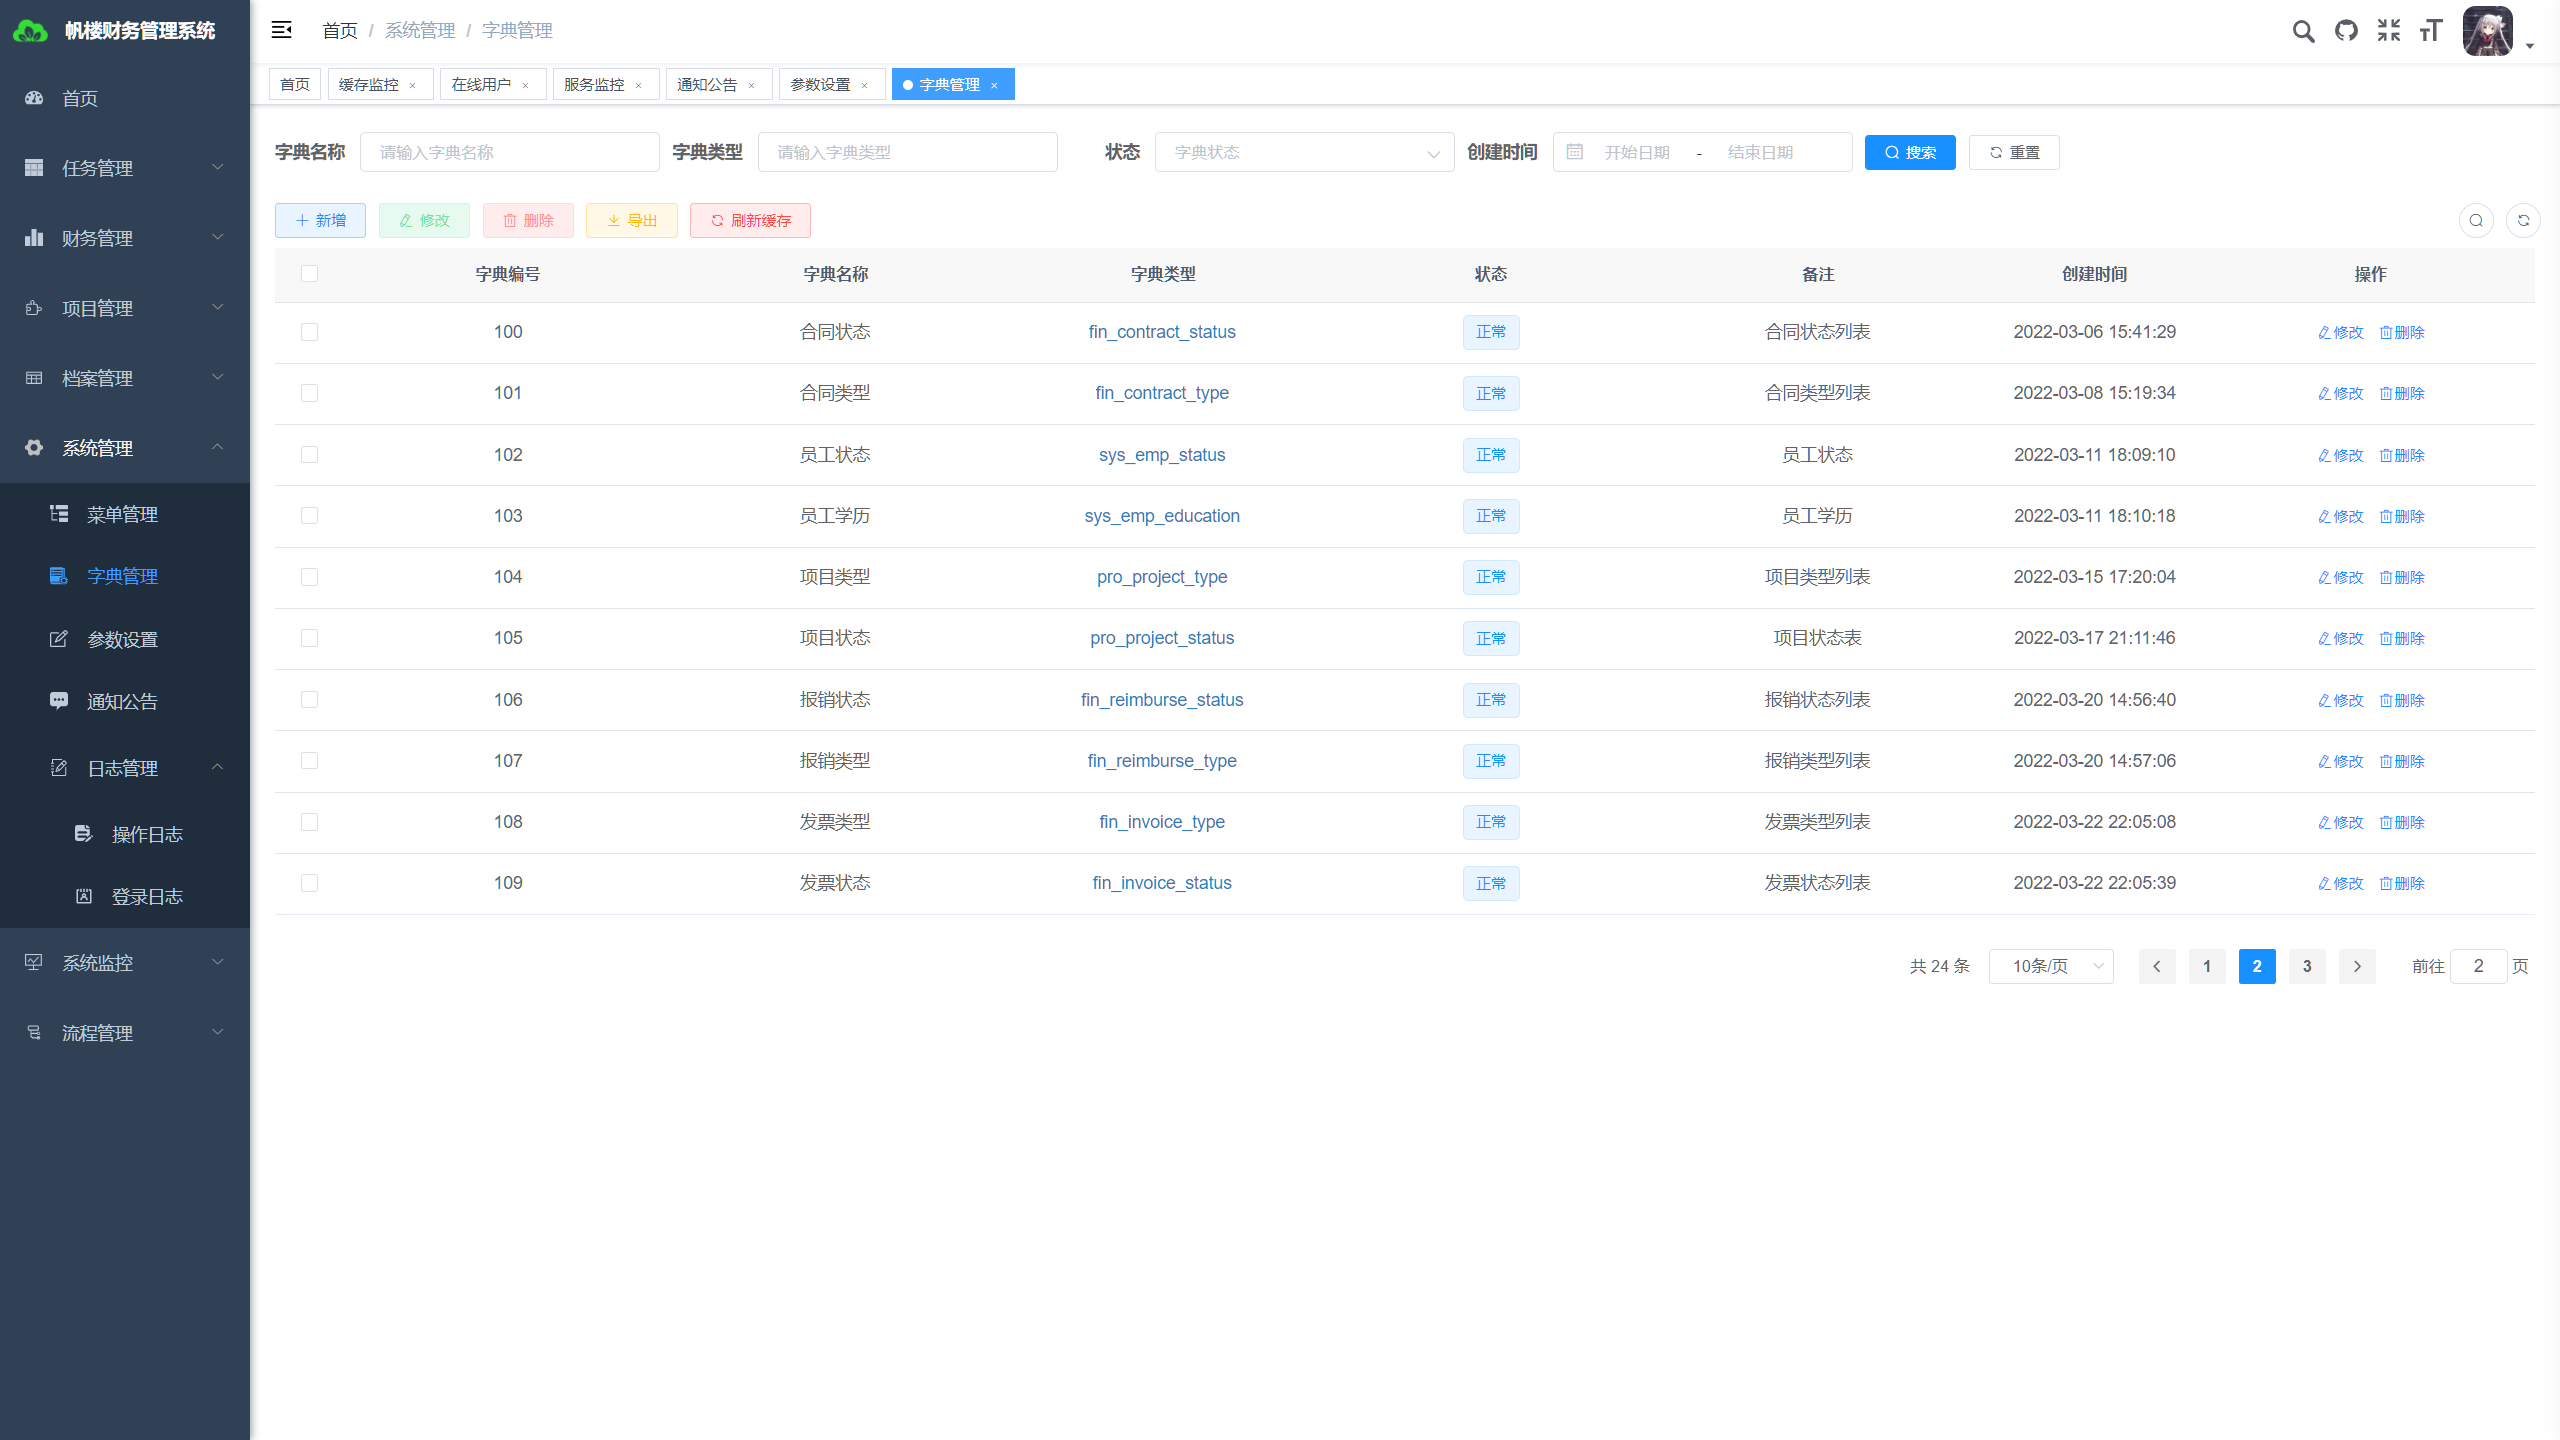 帆楼财务管理系统
首页
任务管理
财务管理
项目管理
档案管理
系统管理
菜单管理
字典管理
参数设置
通知公告
日志管理
操作日志
登录日志
系统监控
流程管理
首页 / 系统管理 / 字典管理
首页 缓存监控 × 在线用户 × 服务监控 × 通知公告 × 参数设置 × 字典管理 ×
字典名称 请输入字典名称 字典类型 请输入字典类型 状态 字典状态 创建时间 开始日期 - 结束日期 搜索 重置
新增 修改 删除 导出 刷新缓存
字典编号 字典名称 字典类型 状态 备注 创建时间 操作
100 合同状态 fin_contract_status 正常 合同状态列表 2022-03-06 15:41:29 修改 删除
101 合同类型 fin_contract_type 正常 合同类型列表 2022-03-08 15:19:34 修改 删除
102 员工状态 sys_emp_status 正常 员工状态 2022-03-11 18:09:10 修改 删除
103 员工学历 sys_emp_education 正常 员工学历 2022-03-11 18:10:18 修改 删除
104 项目类型 pro_project_type 正常 项目类型列表 2022-03-15 17:20:04 修改 删除
105 项目状态 pro_project_status 正常 项目状态表 2022-03-17 21:11:46 修改 删除
106 报销状态 fin_reimburse_status 正常 报销状态列表 2022-03-20 14:56:40 修改 删除
107 报销类型 fin_reimburse_type 正常 报销类型列表 2022-03-20 14:57:06 修改 删除
108 发票类型 fin_invoice_type 正常 发票类型列表 2022-03-22 22:05:08 修改 删除
109 发票状态 fin_invoice_status 正常 发票状态列表 2022-03-22 22:05:39 修改 删除
共 24 条 10条/页 1 2 3 前往 2 页